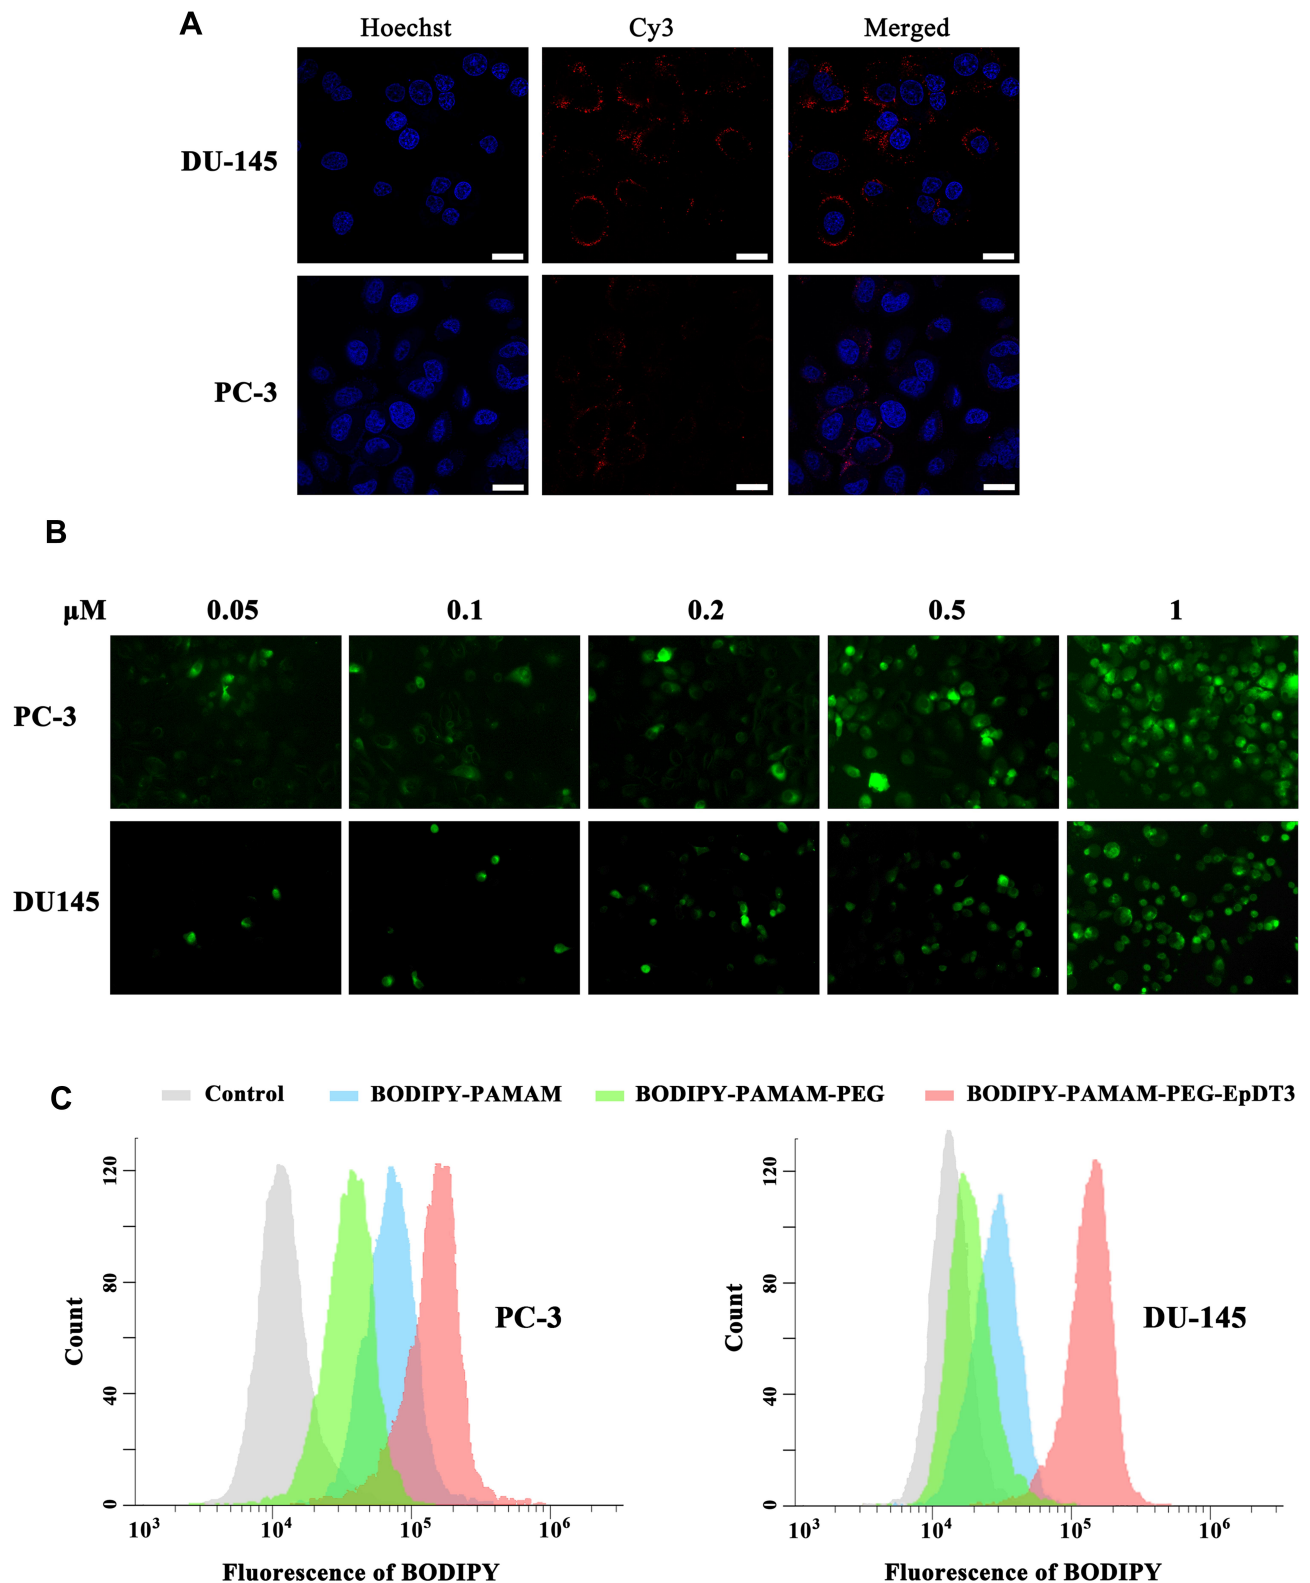 A
Hoechst Cy3 Merged
DU-145
PC-3
B
μM 0.05 0.1 0.2 0.5 1
PC-3
DU145
C
Control BODIPY-PAMAM BODIPY-PAMAM-PEG BODIPY-PAMAM-PEG-EpDT3
120
80
40
0
Count
PC-3
10³ 10⁴ 10⁵ 10⁶
Fluorescence of BODIPY
120
80
40
0
Count
DU-145
10³ 10⁴ 10⁵ 10⁶
Fluorescence of BODIPY